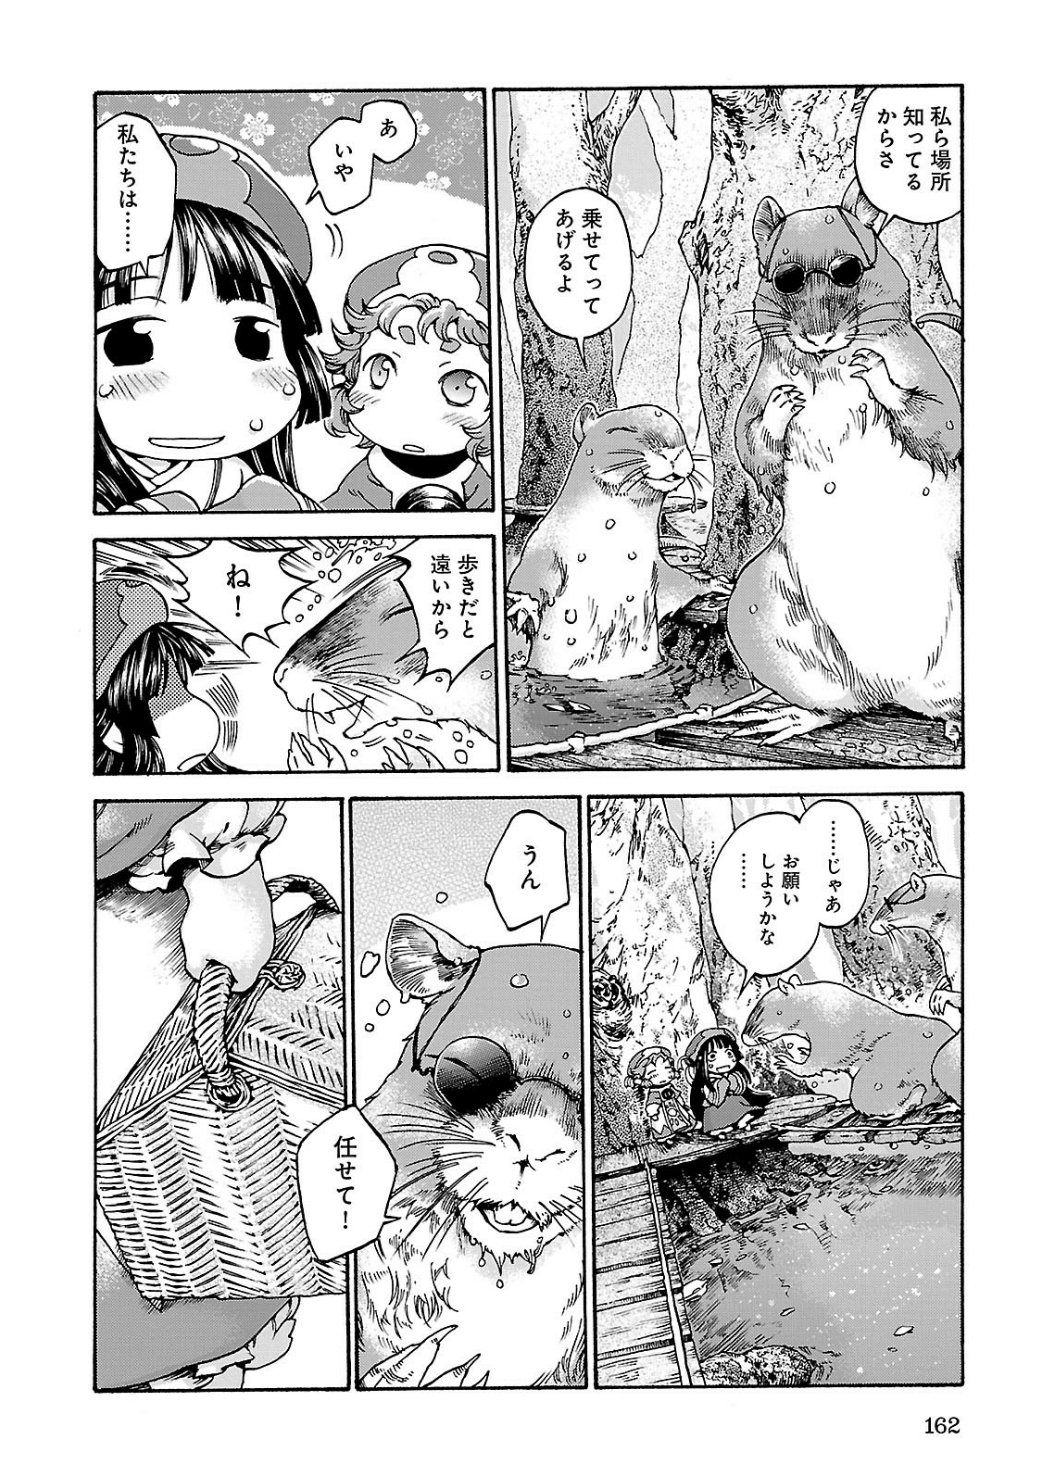 私ら場所
知ってる
からさ
乗せてって
あげるよ
あ
いや
私たちは……
歩きだと
遠いから
ね！
……じゃあ
お願い
しようかな
……
うん
任せて！
162